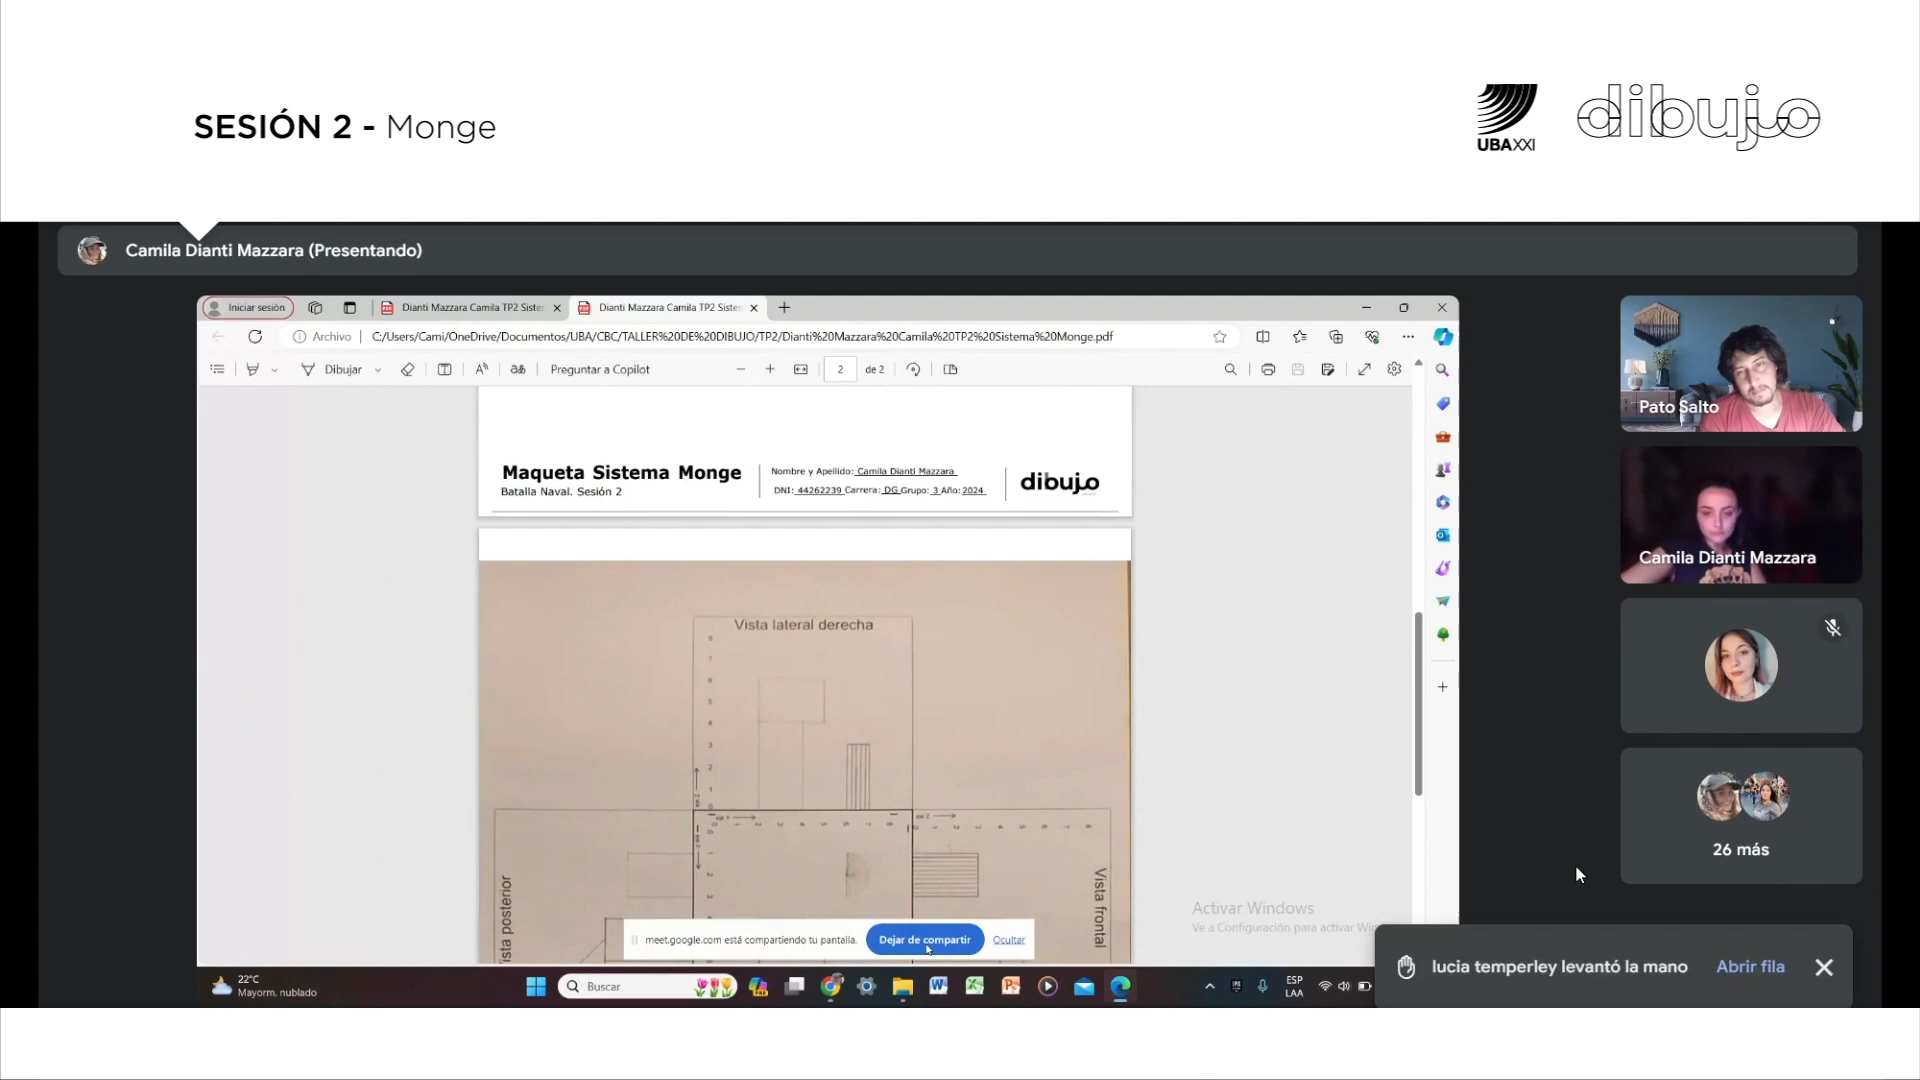 SESIÓN 2 - Monge
UBAXXI
dibujo
Camila Dianti Mazzara (Presentando)
Iniciar sesión
Dianti Mazzara Camila TP2 Siste
Dianti Mazzara Camila TP2 Sister
Archivo
C:/Users/Cami/OneDrive/Documentos/UBA/CBC/TALLER%20DE%20DIBUJO/TP2/Dianti%20Mazzara%20Camila%20TP2%20Sistema%20Monge.pdf
Dibujar
Preguntar a Copilot
2
de 2
Maqueta Sistema Monge
Batalla Naval. Sesión 2
Nombre y Apellido: Camila Dianti Mazzara
DNI: 44262239 Carrera: DG Grupo: 3 Año: 2024
dibujo
Vista lateral derecha
Vista frontal
ista posterior
Pato Salto
Camila Dianti Mazzara
26 más
Activar Windows
Ve a Configuración para activar Win
meet.google.com está compartiendo tu pantalla.
Dejar de compartir
Ocultar
lucia temperley levantó la mano
Abrir fila
22°C
Mayorm. nublado
Buscar
ESP
LAA